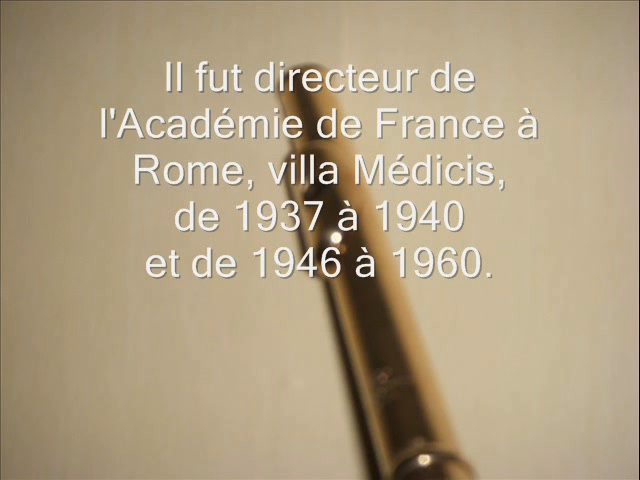 Il fut directeur de
l'Académie de France à
Rome, villa Médicis,
de 1937 à 1940
et de 1946 à 1960.